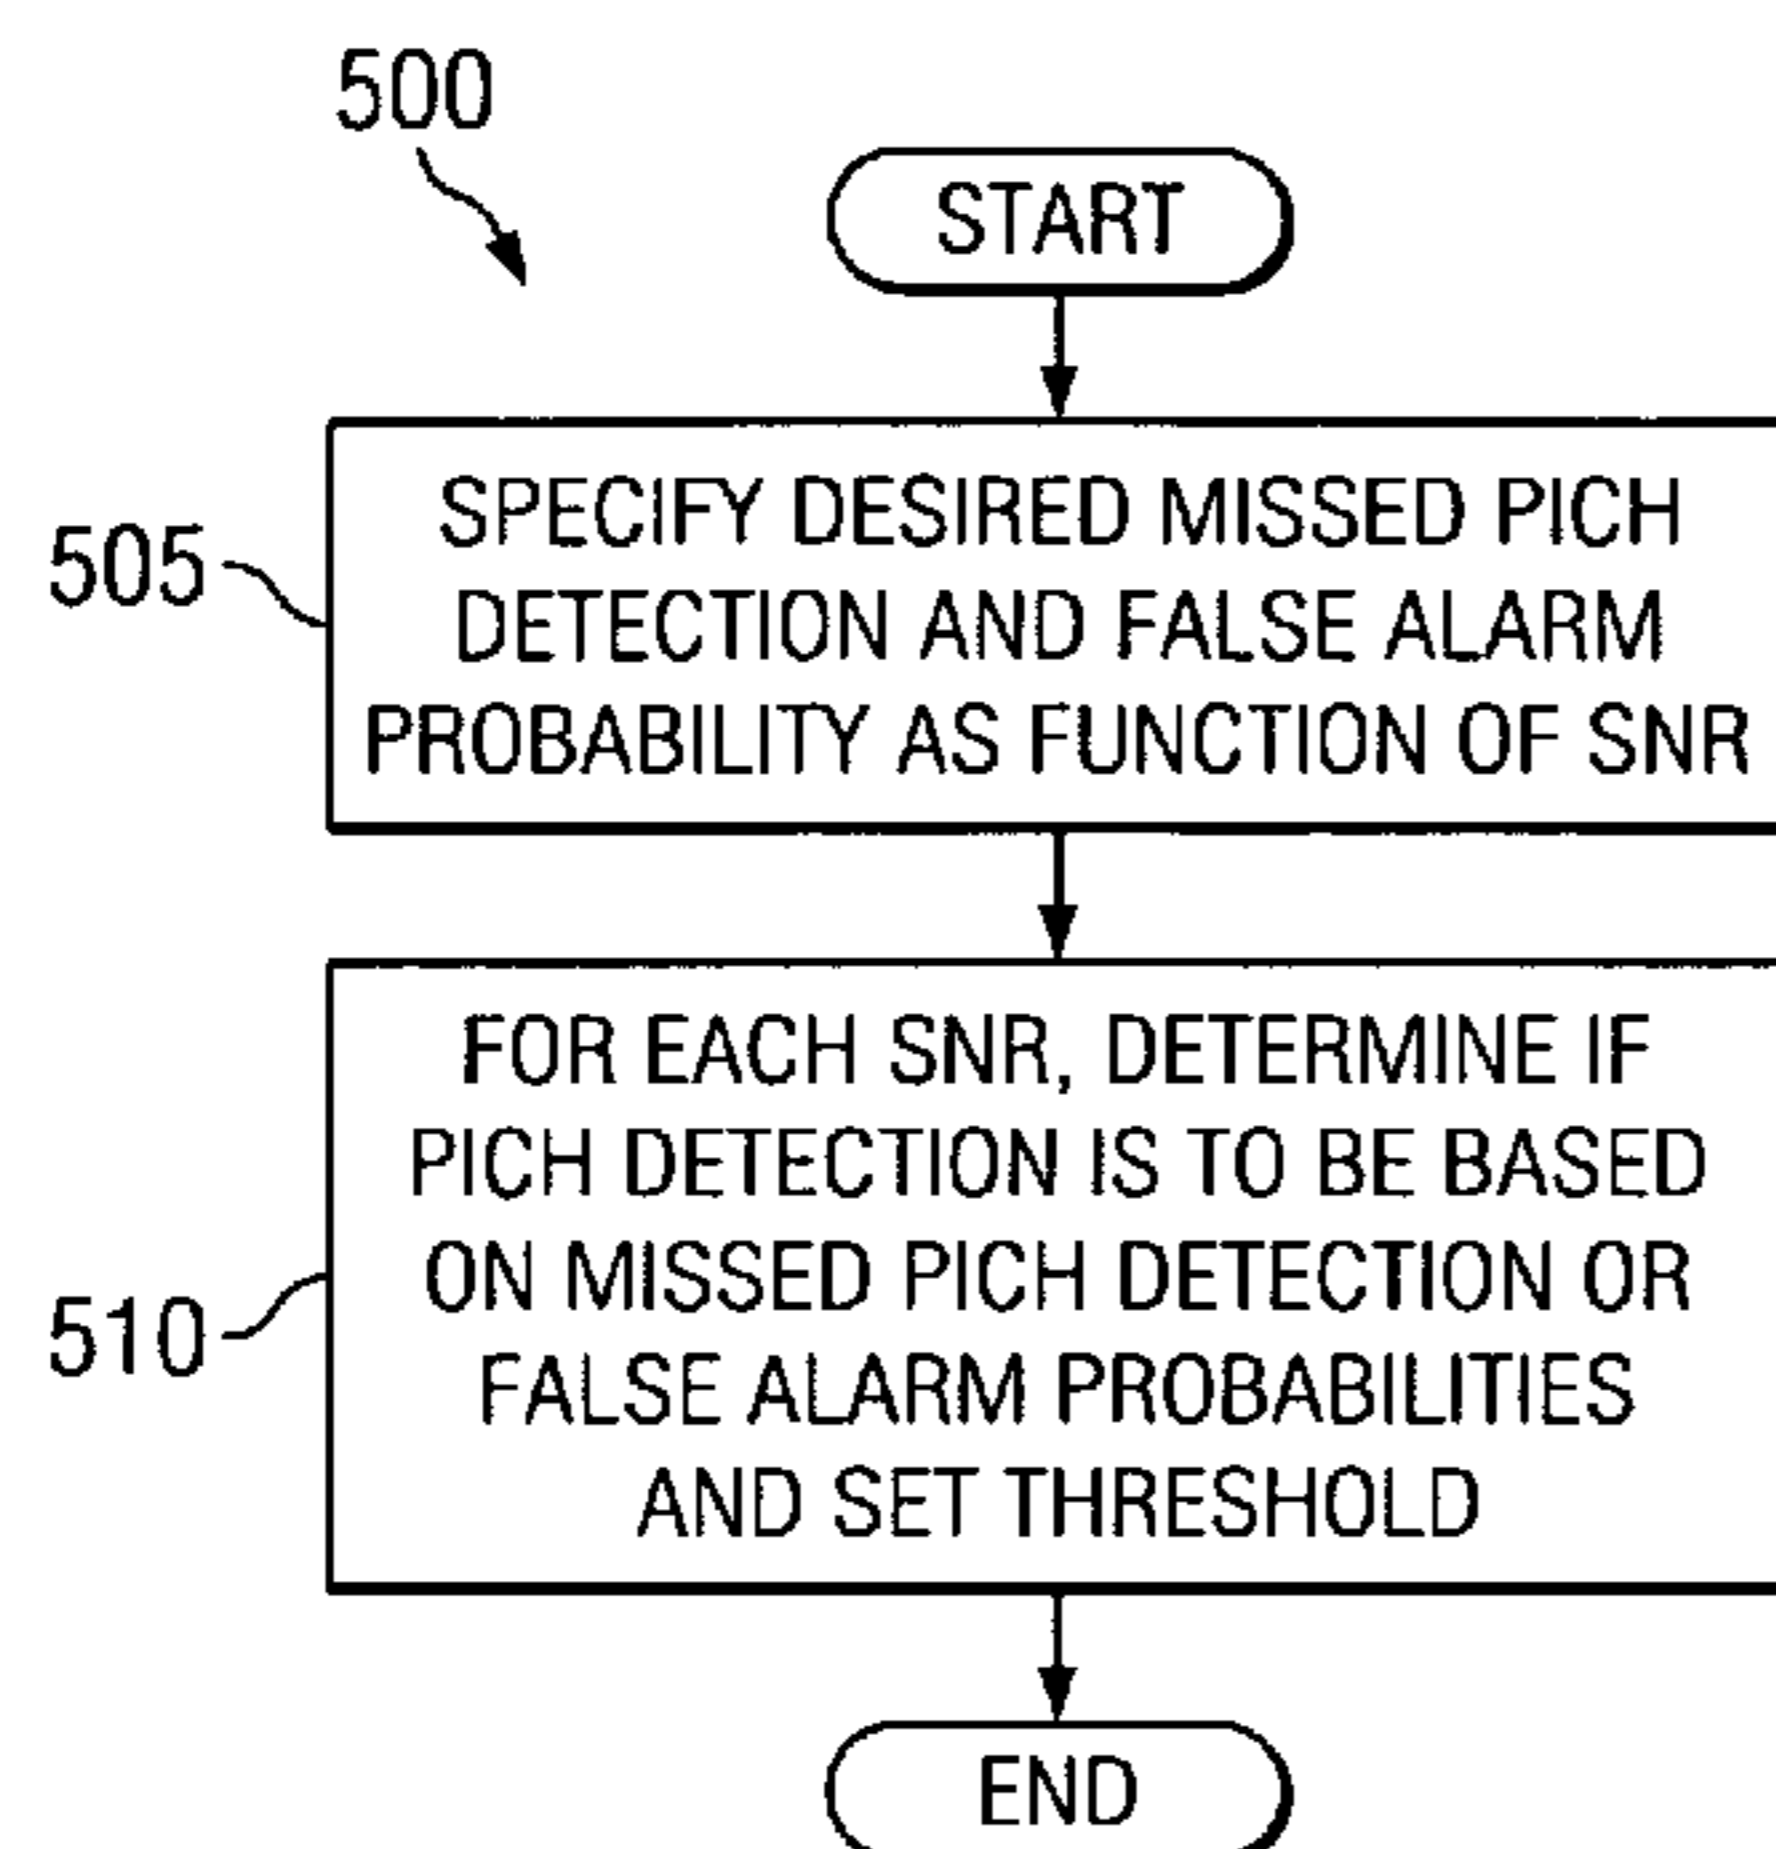 500
START
505
SPECIFY DESIRED MISSED PICH
DETECTION AND FALSE ALARM
PROBABILITY AS FUNCTION OF SNR
510
FOR EACH SNR, DETERMINE IF
PICH DETECTION IS TO BE BASED
ON MISSED PICH DETECTION OR
FALSE ALARM PROBABILITIES
AND SET THRESHOLD
END